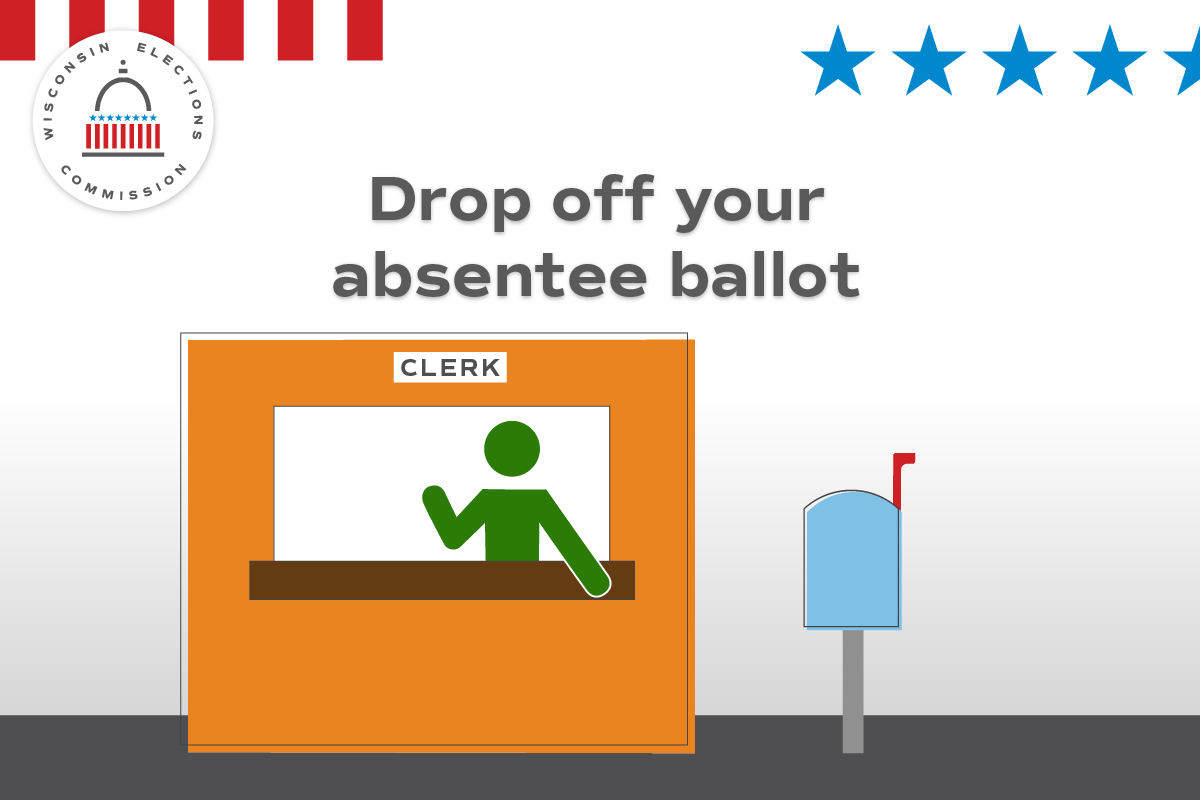 WISCONSIN ELECTIONS
COMMISSION
Drop off your
absentee ballot
CLERK